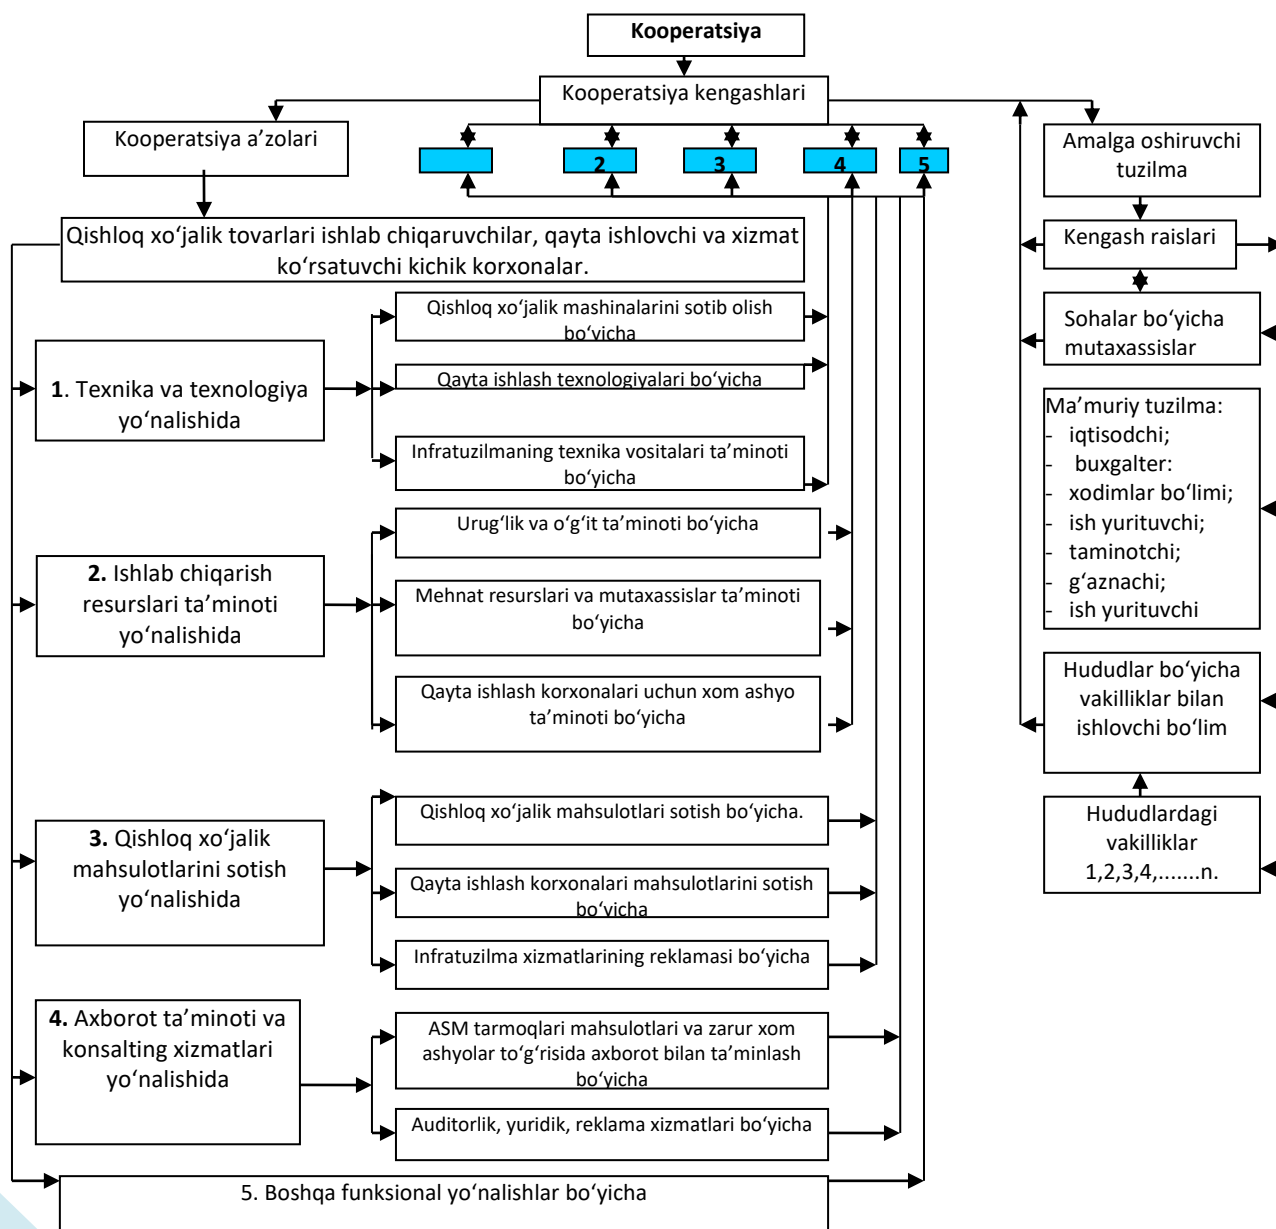 Kooperatsiya
Kooperatsiya kengashlari
Kooperatsiya a’zolari
2
3
4
5
Amalga oshiruvchi
tuzilma
Qishloq xo‘jalik tovarlari ishlab chiqaruvchilar, qayta ishlovchi va xizmat
ko‘rsatuvchi kichik korxonalar.
Kengash raislari
Sohalar bo‘yicha
mutaxassislar
Ma’muriy tuzilma:
- iqtisodchi;
- buxgalter:
- xodimlar bo‘limi;
- ish yurituvchi;
- taminotchi;
- g‘aznachi;
- ish yurituvchi
Hududlar bo‘yicha
vakilliklar bilan
ishlovchi bo‘lim
Hududlardagi
vakilliklar
1,2,3,4,.......n.
1. Texnika va texnologiya
yo‘nalishida
Qishloq xo‘jalik mashinalarini sotib olish
bo‘yicha
Qayta ishlash texnologiyalari bo‘yicha
Infratuzilmaning texnika vositalari ta’minoti
bo‘yicha
2. Ishlab chiqarish
resurslari ta’minoti
yo‘nalishida
Urug‘lik va o‘g‘it ta’minoti bo‘yicha
Mehnat resurslari va mutaxassislar ta’minoti
bo‘yicha
Qayta ishlash korxonalari uchun xom ashyo
ta’minoti bo‘yicha
3. Qishloq xo‘jalik
mahsulotlarini sotish
yo‘nalishida
Qishloq xo‘jalik mahsulotlari sotish bo‘yicha.
Qayta ishlash korxonalari mahsulotlarini sotish
bo‘yicha
Infratuzilma xizmatlarining reklamasi bo‘yicha
4. Axborot ta’minoti va
konsalting xizmatlari
yo‘nalishida
ASM tarmoqlari mahsulotlari va zarur xom
ashyolar to‘g‘risida axborot bilan ta’minlash
bo‘yicha
Auditorlik, yuridik, reklama xizmatlari bo‘yicha
5. Boshqa funksional yo‘nalishlar bo‘yicha